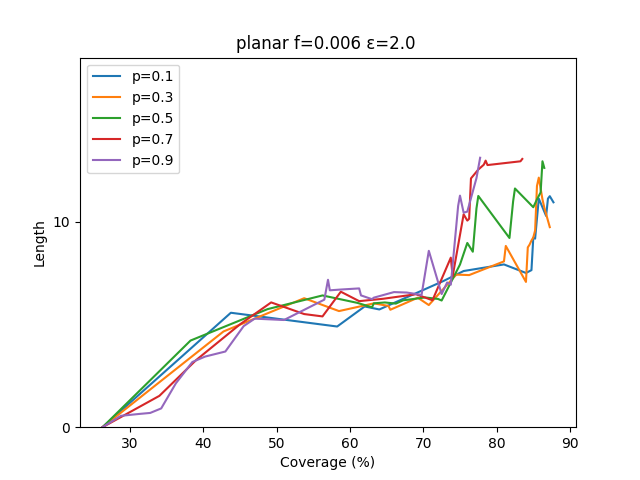 planar f=0.006 ε=2.0
p=0.1
p=0.3
p=0.5
p=0.7
p=0.9
Length
10
0
30 40 50 60 70 80 90
Coverage (%)